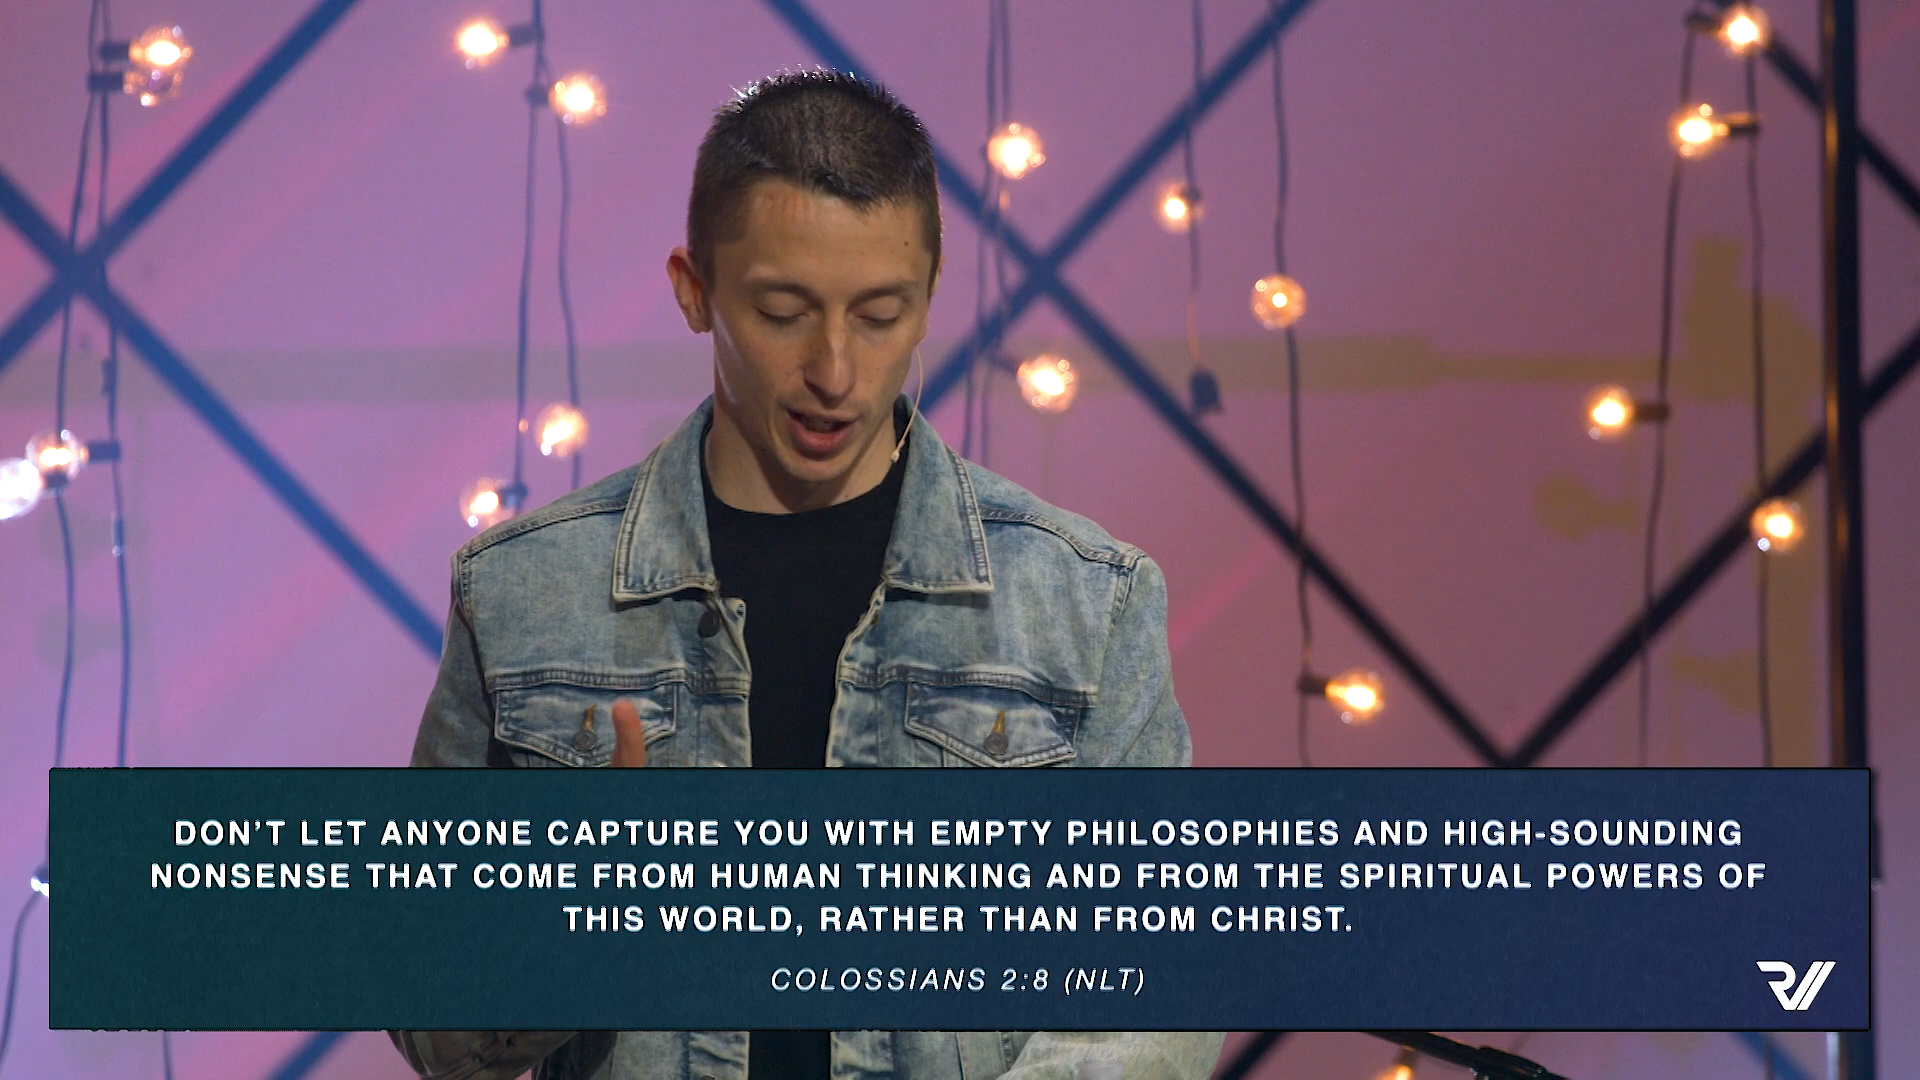 DON’T LET ANYONE CAPTURE YOU WITH EMPTY PHILOSOPHIES AND HIGH-SOUNDING
NONSENSE THAT COME FROM HUMAN THINKING AND FROM THE SPIRITUAL POWERS OF
THIS WORLD, RATHER THAN FROM CHRIST.
COLOSSIANS 2:8 (NLT)